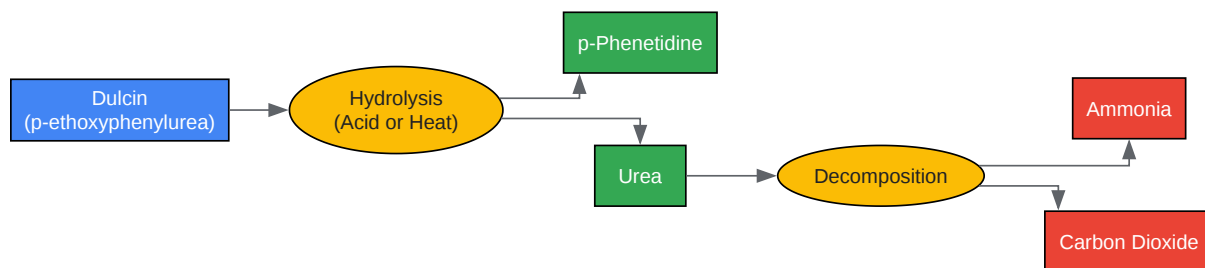 Dulcin
(p-ethoxyphenylurea)
Hydrolysis
(Acid or Heat)
p-Phenetidine
Urea
Decomposition
Ammonia
Carbon Dioxide